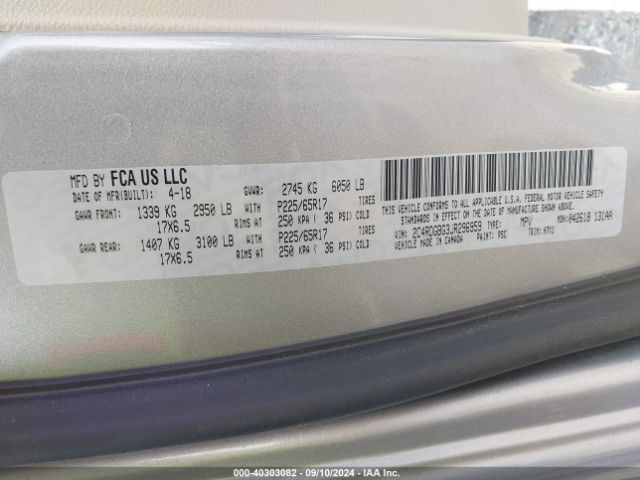 MFD BY FCA US LLC
DATE OF MFR(BUILT): 4-18 GVWR: 2745 KG 6050 LB
GAWR FRONT: 1339 KG 2950 LB WITH P225/65R17 TIRES
17X6.5 RIMS AT 250 KPA ( 36 PSI) COLD
GAWR REAR: 1407 KG 3100 LB WITH P225/65R17 TIRES
17X6.5 RIMS AT 250 KPA ( 36 PSI) COLD
THIS VEHICLE CONFORMS TO ALL APPLICABLE U.S.A. FEDERAL MOTOR VEHICLE SAFETY
STANDARDS IN EFFECT ON THE DATE OF MANUFACTURE SHOWN ABOVE.
VIN: 2C4RDGBG3JR296959 TYPE: MPV MDH: 042618 131AA
MADE IN CANADA PAINT: PSC TRIM:
000-40303082 - 09/10/2024 - IAA Inc.